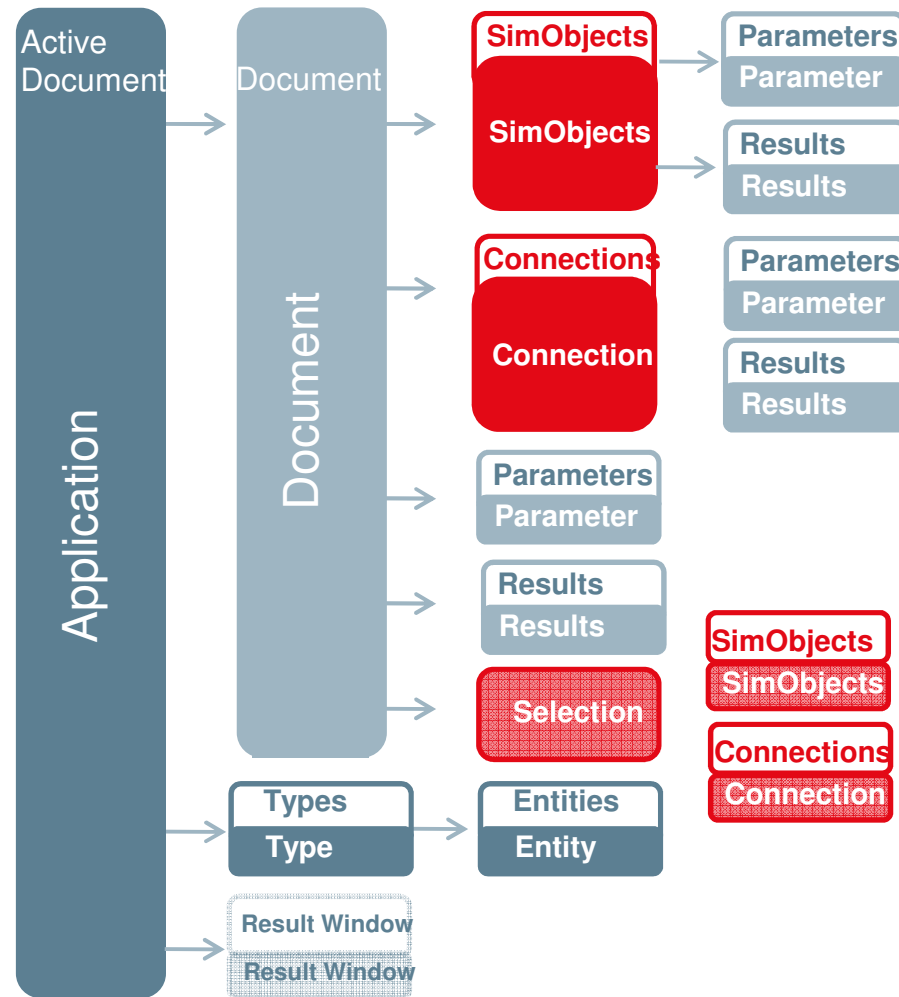 Active
Document
Application
Document
Document
SimObjects
SimObjects
Parameters
Parameter
Results
Results
Connections
Connection
Parameters
Parameter
Results
Results
Parameters
Parameter
Results
Results
Selection
SimObjects
SimObjects
Connections
Connection
Types
Type
Entities
Entity
Result Window
Result Window